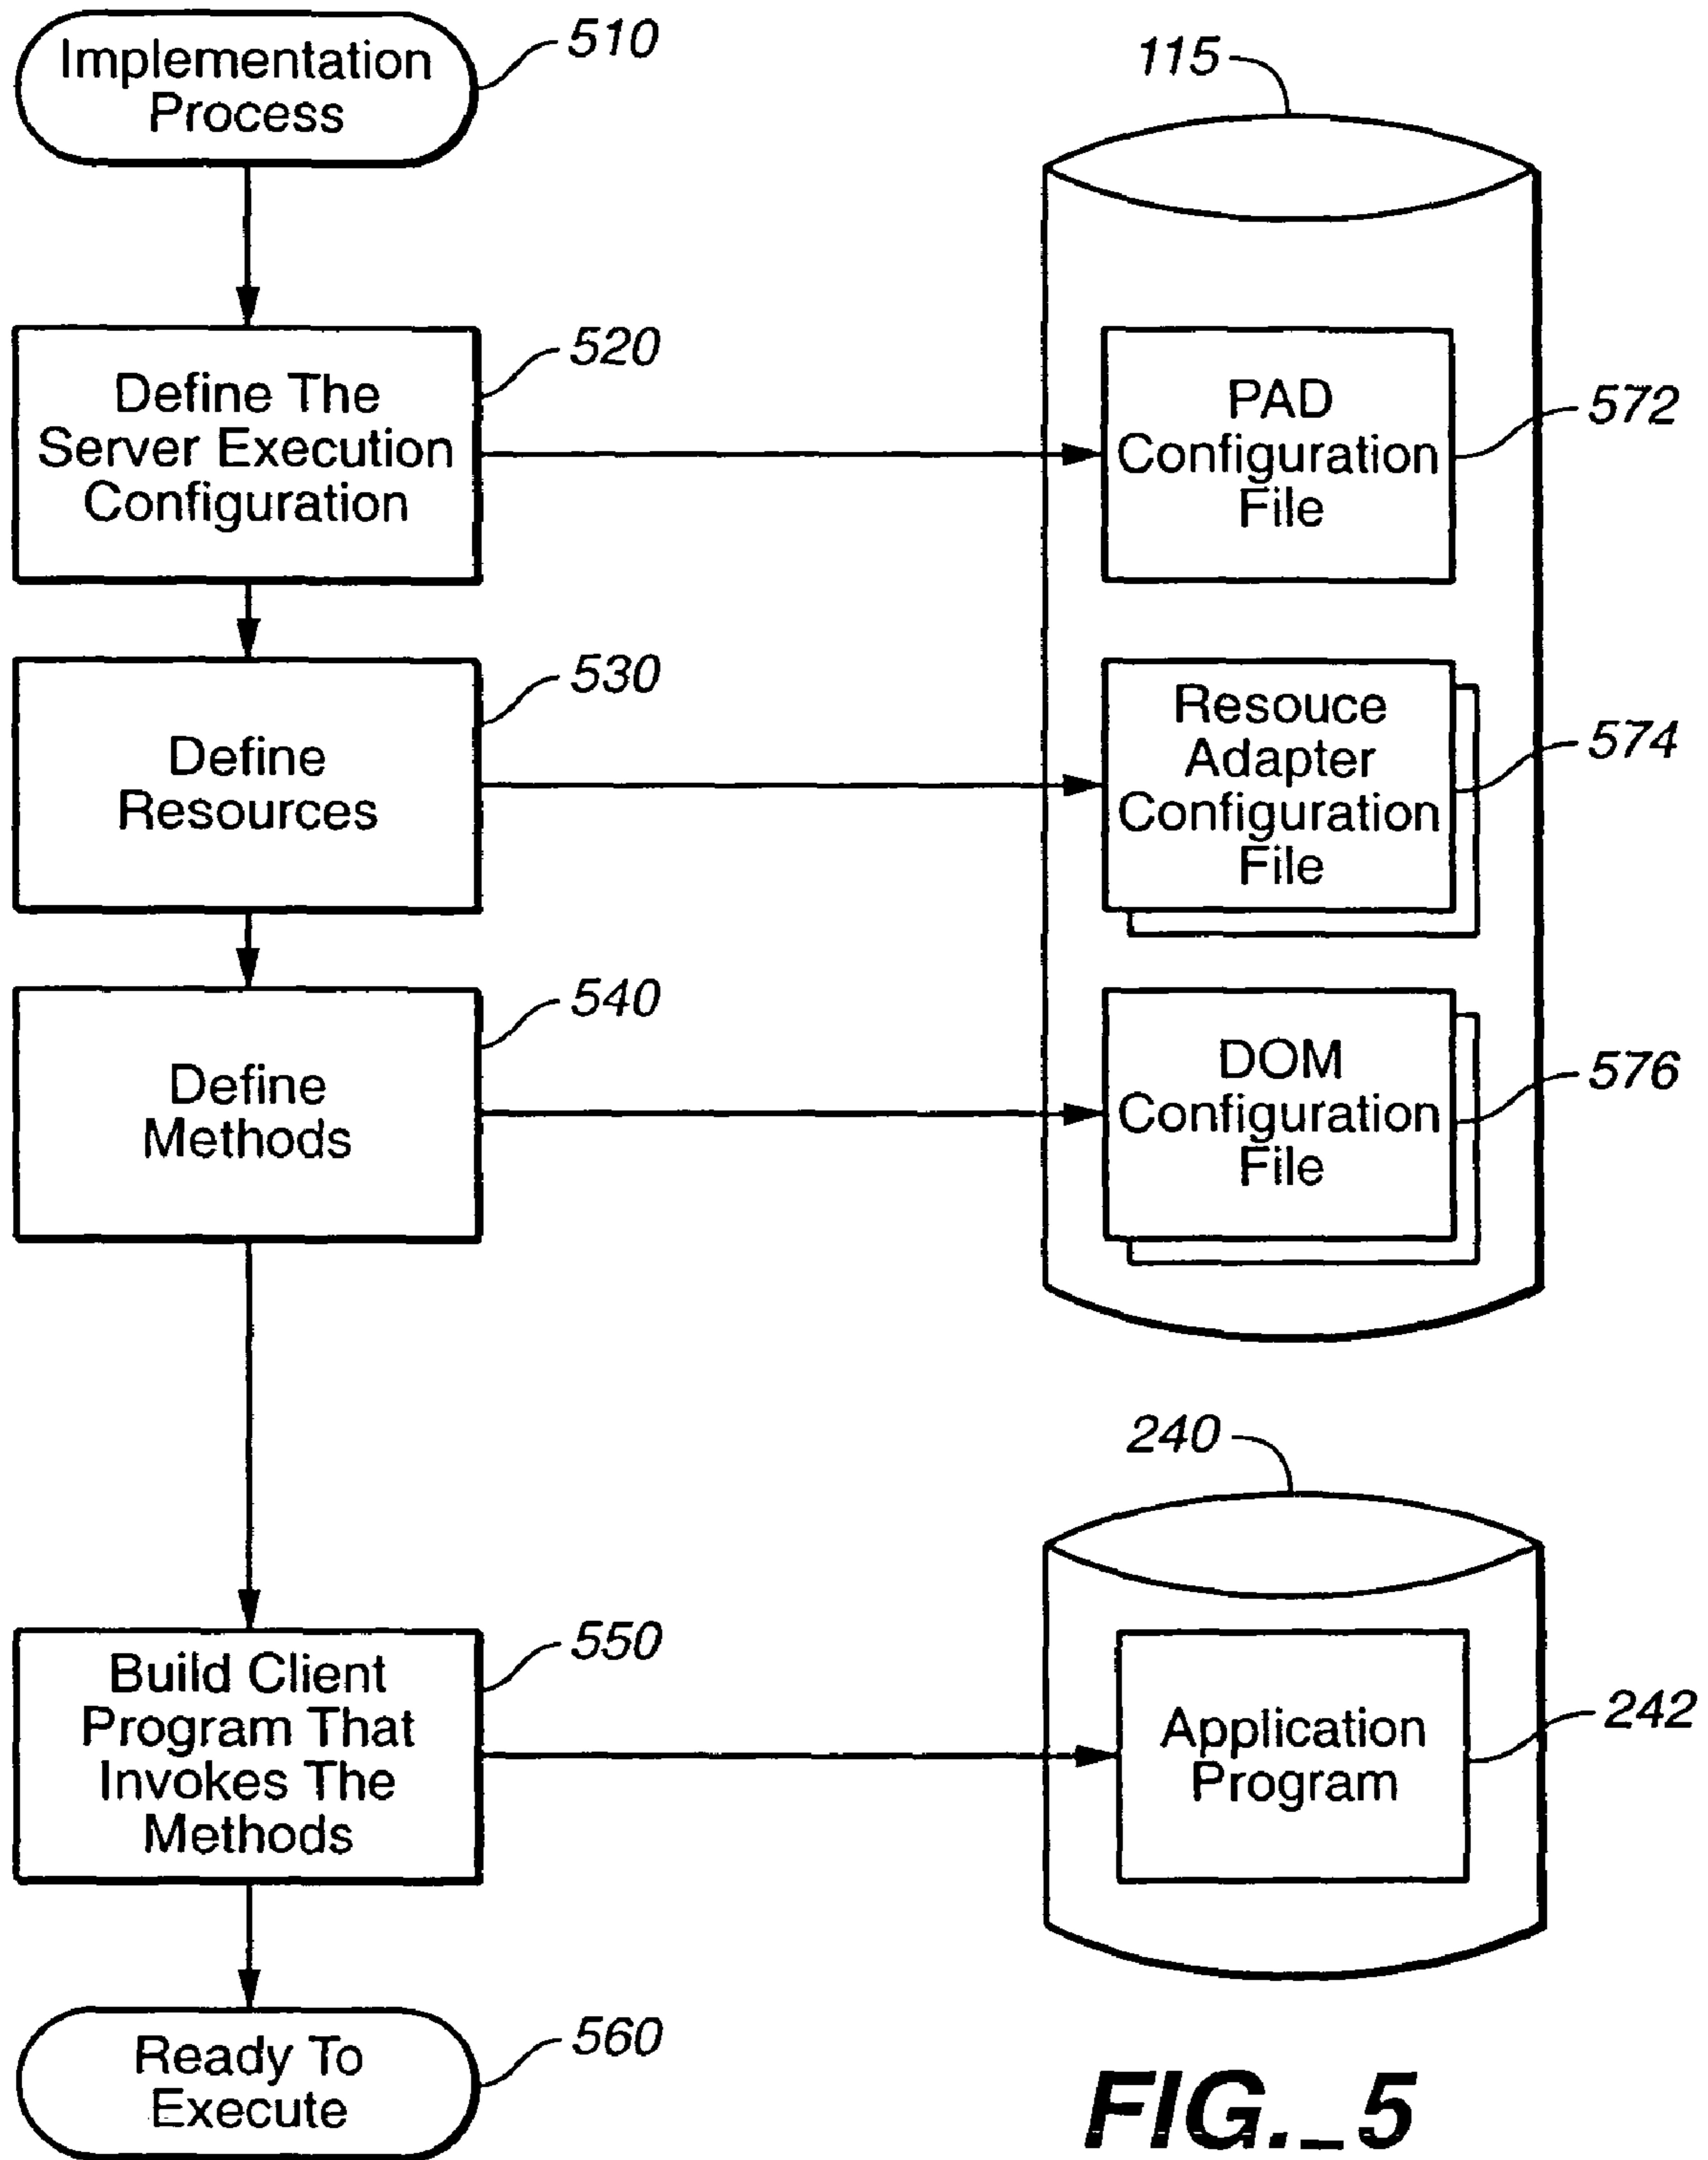 Implementation
Process
510
115
Define The
Server Execution
Configuration
520
PAD
Configuration
File
572
Define
Resources
530
Resouce
Adapter
Configuration
File
574
Define
Methods
540
DOM
Configuration
File
576
240
Build Client
Program That
Invokes The
Methods
550
Application
Program
242
Ready To
Execute
560
FIG._5